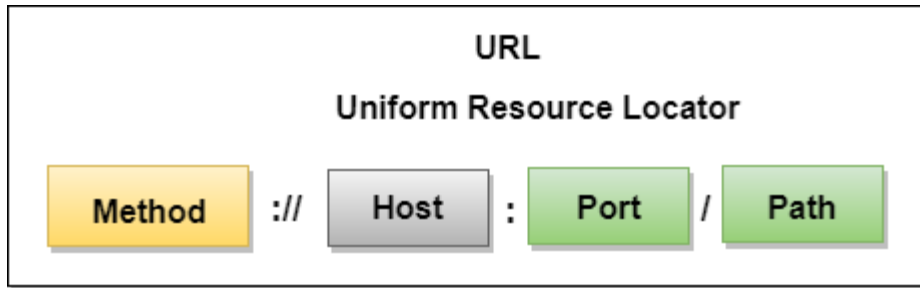 URL
Uniform Resource Locator
Method :// Host : Port / Path